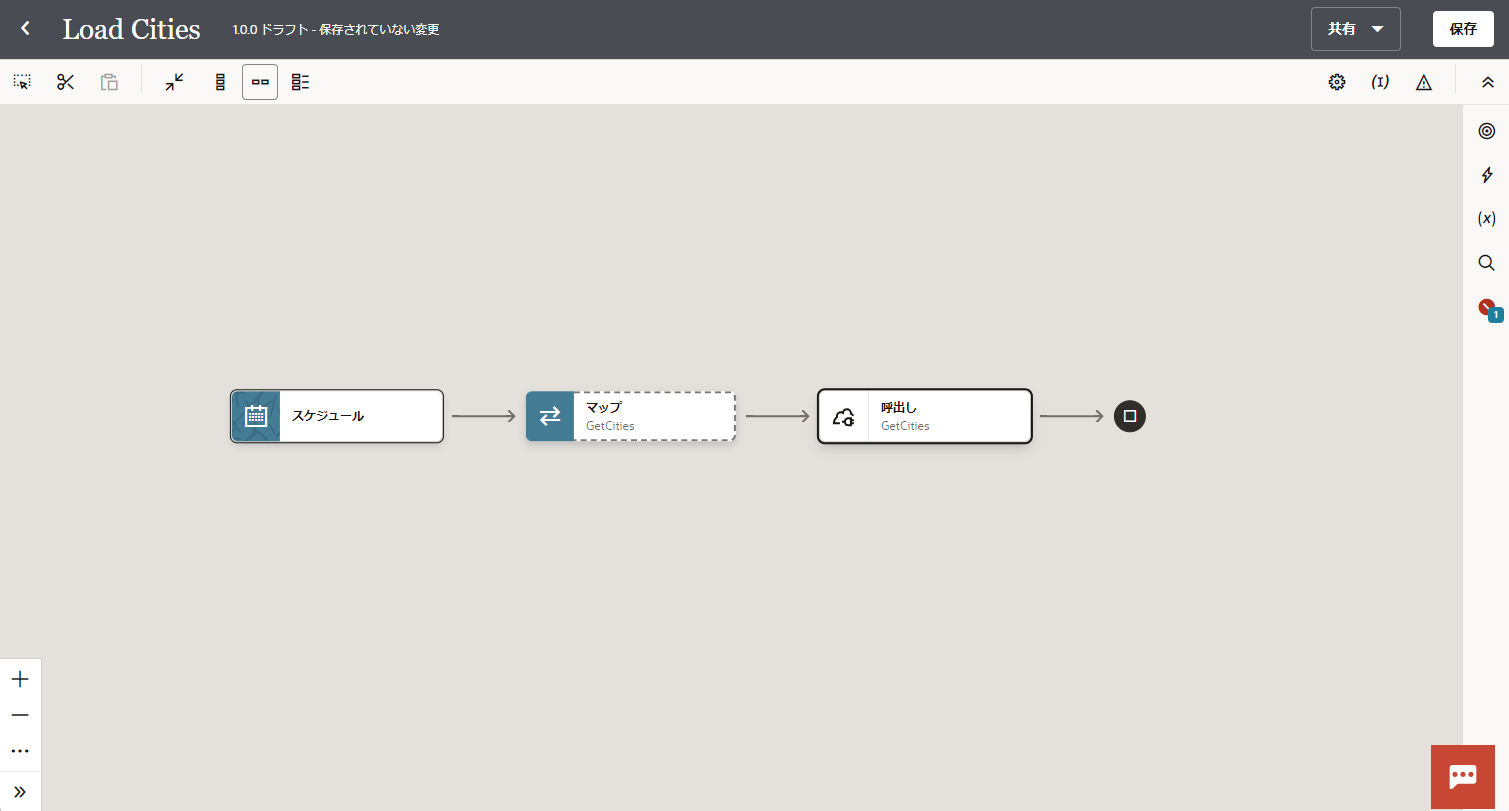 Load Cities
1.0.0 ドラフト - 保存されていない変更
共有
保存
(I)
(x)
1
スケジュール
マップ
GetCities
呼出し
GetCities